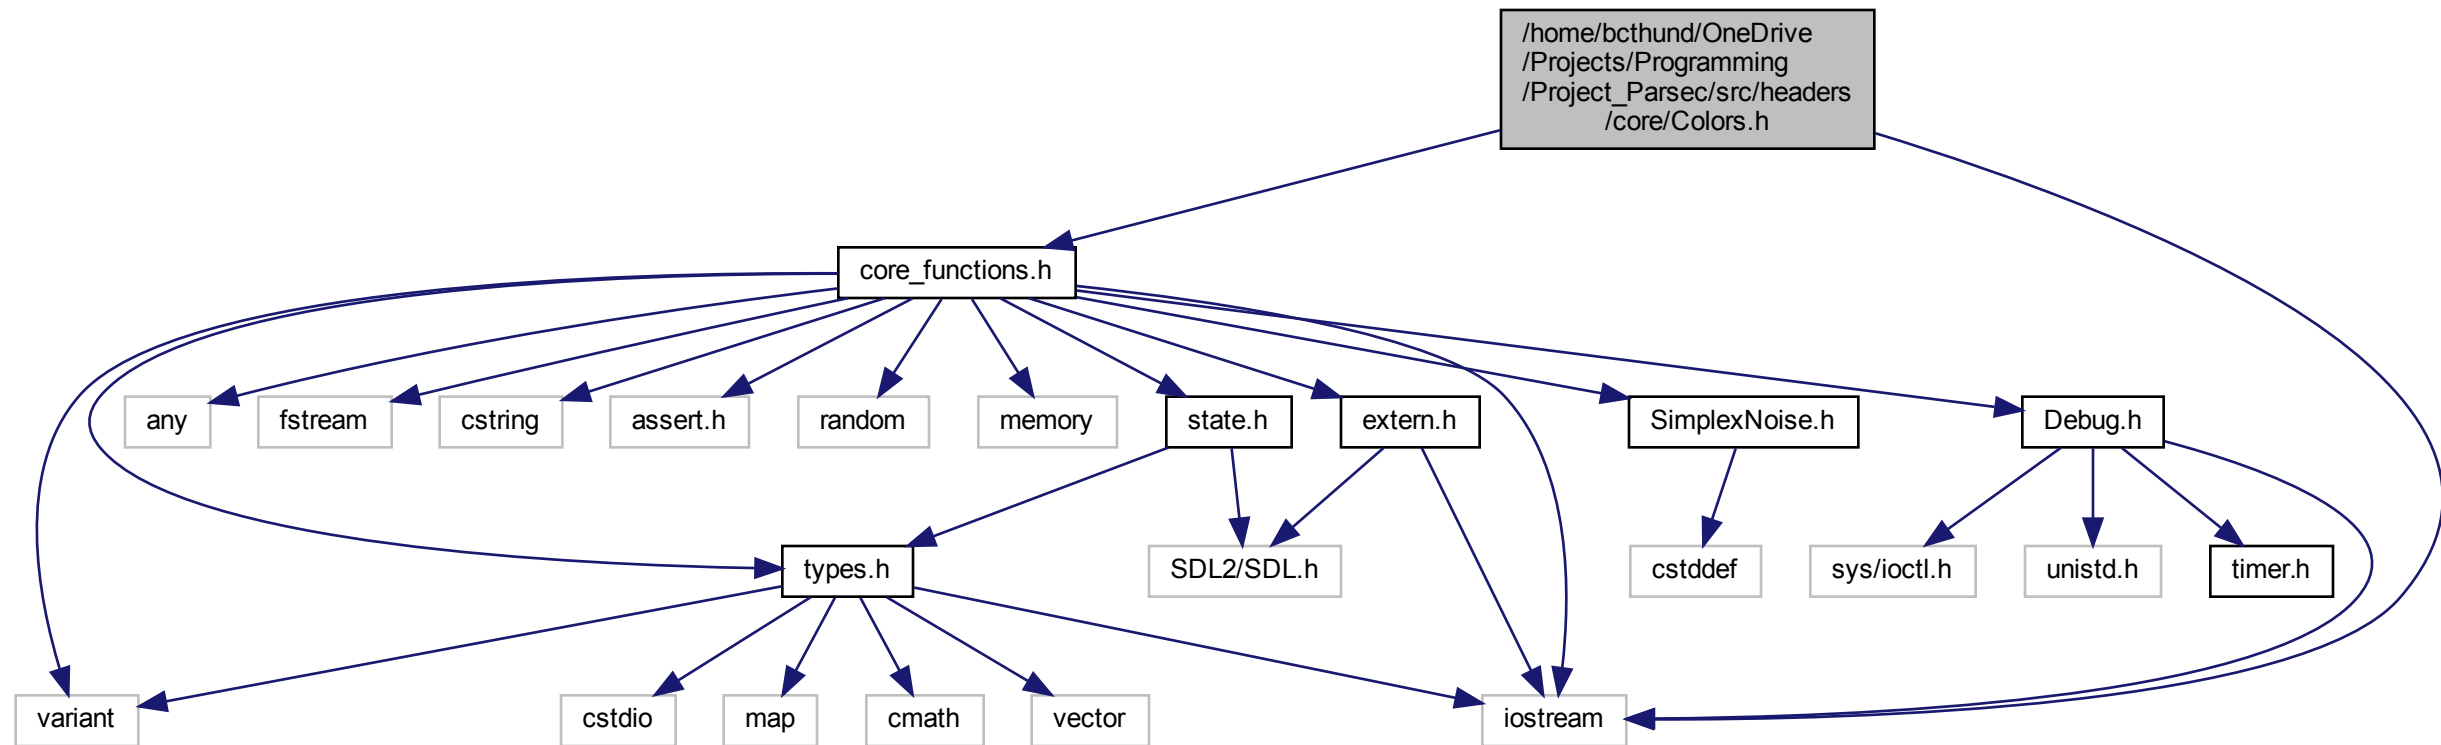 /home/bcthund/OneDrive
/Projects/Programming
/Project_Parsec/src/headers
/core/Colors.h
core_functions.h
any
fstream
cstring
assert.h
random
memory
state.h
extern.h
SimplexNoise.h
Debug.h
types.h
SDL2/SDL.h
cstddef
sys/ioctl.h
unistd.h
timer.h
variant
cstdio
map
cmath
vector
iostream